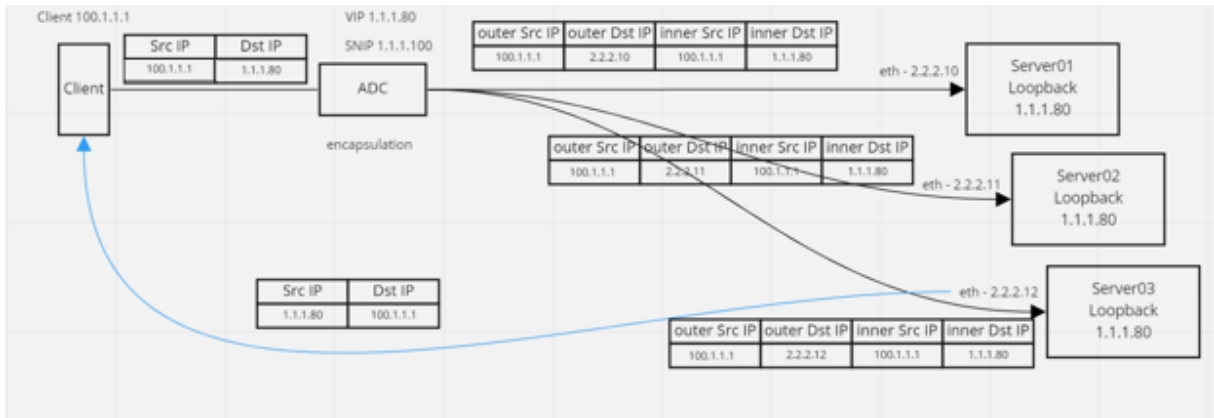 Client 100.1.1.1
VIP 1.1.1.80
SNIP 1.1.1.100
Src IP Dst IP
100.1.1.1 1.1.1.80
Client
ADC
encapsulation
outer Src IP outer Dst IP inner Src IP inner Dst IP
100.1.1.1 2.2.2.10 100.1.1.1 1.1.1.80
eth - 2.2.2.10
Server01
Loopback
1.1.1.80
outer Src IP outer Dst IP inner Src IP inner Dst IP
100.1.1.1 2.2.2.11 100.1.1.1 1.1.1.80
eth - 2.2.2.11
Server02
Loopback
1.1.1.80
Src IP Dst IP
1.1.1.80 100.1.1.1
eth - 2.2.2.12
Server03
Loopback
1.1.1.80
outer Src IP outer Dst IP inner Src IP inner Dst IP
100.1.1.1 2.2.2.12 100.1.1.1 1.1.1.80